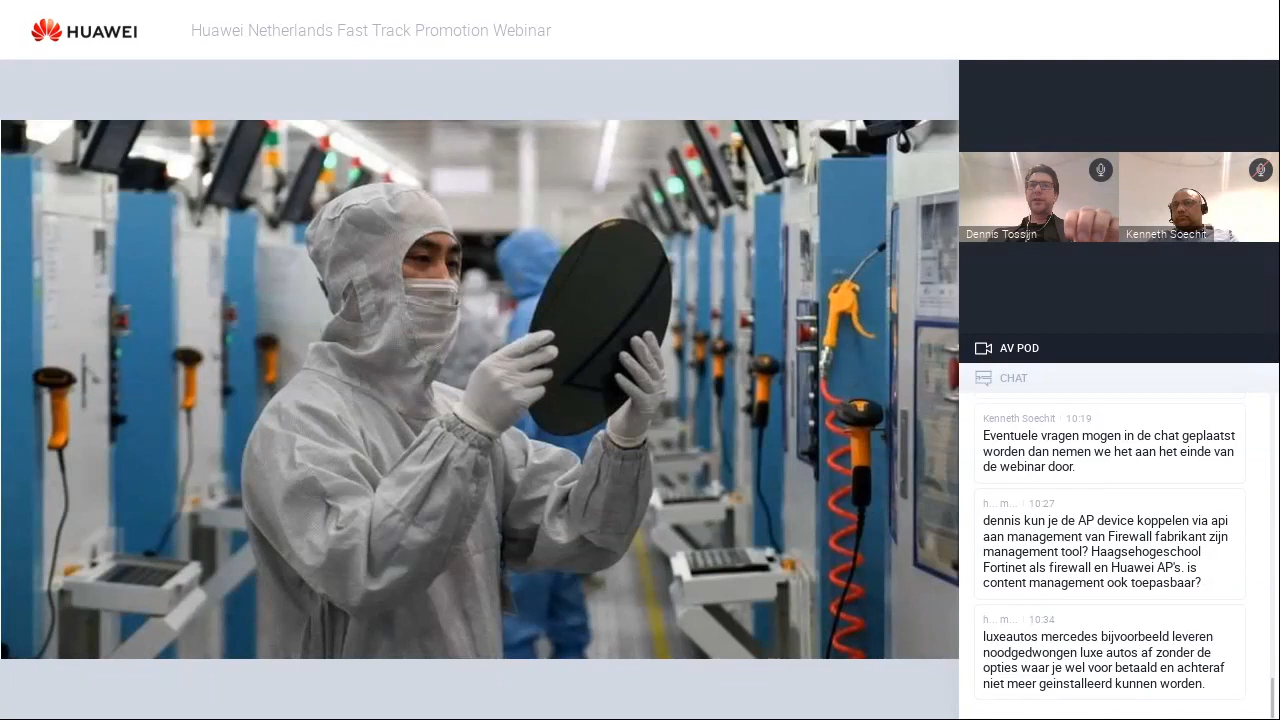 HUAWEI
Huawei Netherlands Fast Track Promotion Webinar
Dennis Tossijn
Kenneth Soechit
AV POD
CHAT
Kenneth Soechit 10:19
Eventuele vragen mogen in de chat geplaatst
worden dan nemen we het aan het einde van
de webinar door.
h... m... 10:27
dennis kun je de AP device koppelen via api
aan management van Firewall fabrikant zijn
management tool? Haagsehogeschool
Fortinet als firewall en Huawei AP's. is
content management ook toepasbaar?
h... m... 10:34
luxeautos mercedes bijvoorbeeld leveren
noodgedwongen luxe autos af zonder de
opties waar je wel voor betaald en achteraf
niet meer geinstalleerd kunnen worden.